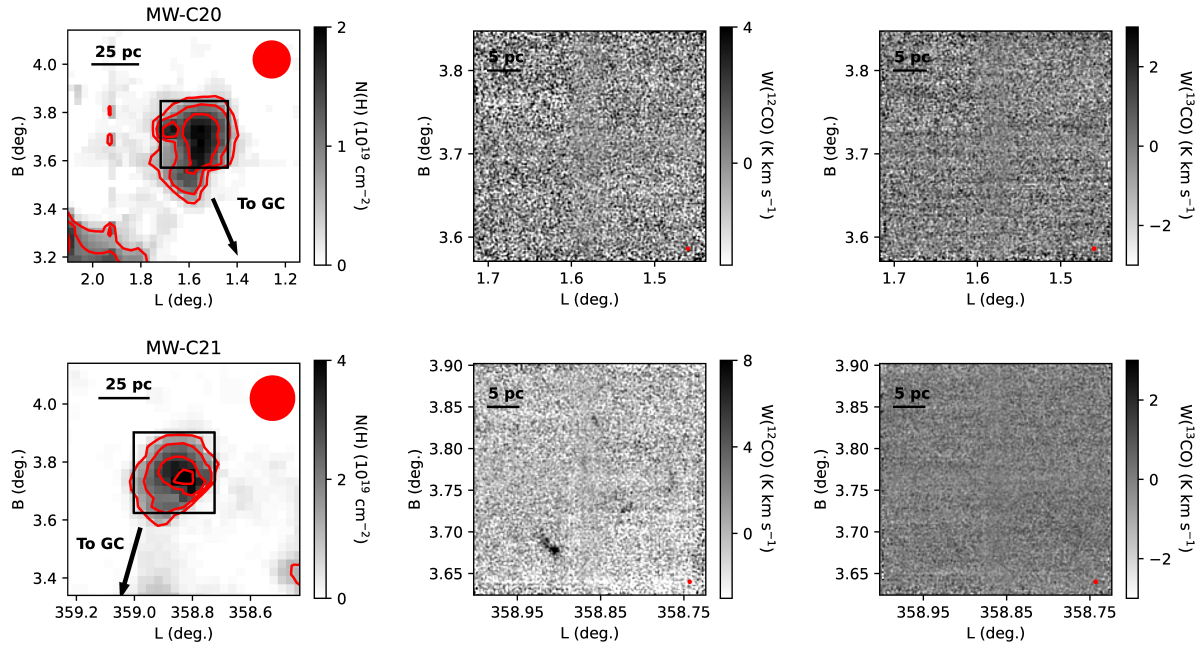 MW-C20
25 pc
To GC
4.0
3.8
3.6
3.4
3.2
2.0
1.8
1.6
1.4
1.2
B (deg.)
L (deg.)
2
1
0
N(H) (10¹⁹ cm⁻²)
5 pc
3.8
3.7
3.6
1.7
1.6
1.5
B (deg.)
L (deg.)
4
0
W(¹²CO) (K km s⁻¹)
5 pc
3.8
3.7
3.6
1.7
1.6
1.5
B (deg.)
L (deg.)
2
0
−2
W(¹³CO) (K km s⁻¹)
MW-C21
25 pc
To GC
4.0
3.8
3.6
3.4
359.2
359.0
358.8
358.6
B (deg.)
L (deg.)
4
2
0
N(H) (10¹⁹ cm⁻²)
5 pc
3.90
3.85
3.80
3.75
3.70
3.65
358.95
358.85
358.75
B (deg.)
L (deg.)
8
4
0
W(¹²CO) (K km s⁻¹)
5 pc
3.90
3.85
3.80
3.75
3.70
3.65
358.95
358.85
358.75
B (deg.)
L (deg.)
2
0
−2
W(¹³CO) (K km s⁻¹)